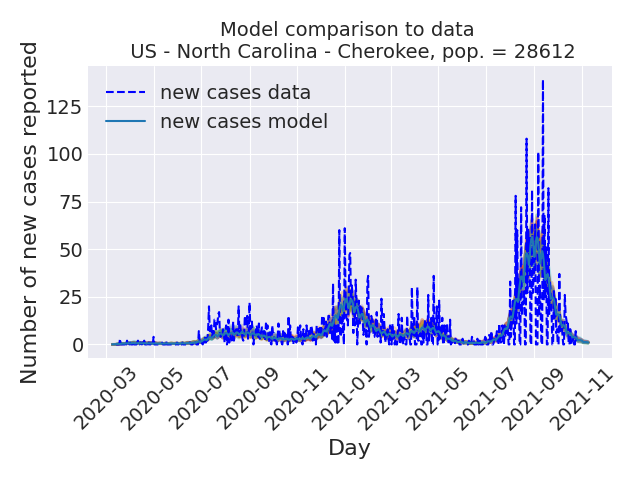 Model comparison to data
US - North Carolina - Cherokee, pop. = 28612
Number of new cases reported
125
100
75
50
25
0
new cases data
new cases model
2020-03
2020-05
2020-07
2020-09
2020-11
2021-01
2021-03
2021-05
2021-07
2021-09
2021-11
Day